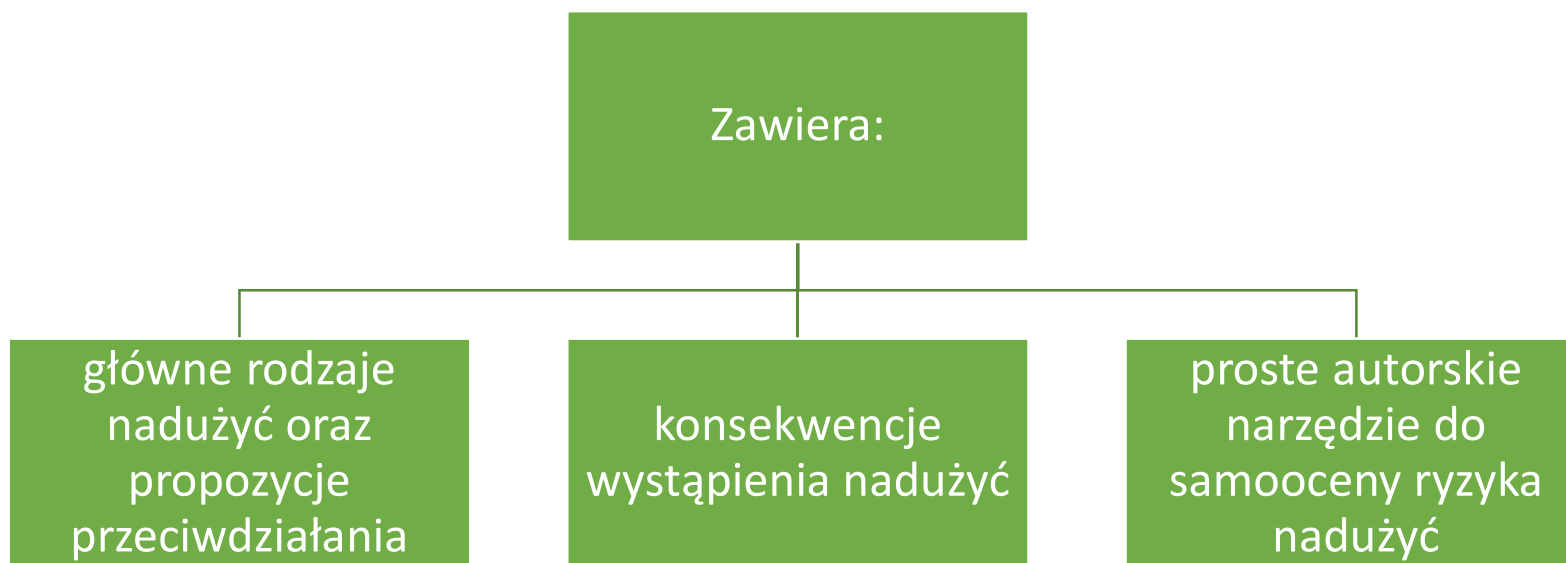 Zawiera:
główne rodzaje
nadużyć oraz
propozycje
przeciwdziałania
konsekwencje
wystąpienia nadużyć
proste autorskie
narzędzie do
samooceny ryzyka
nadużyć